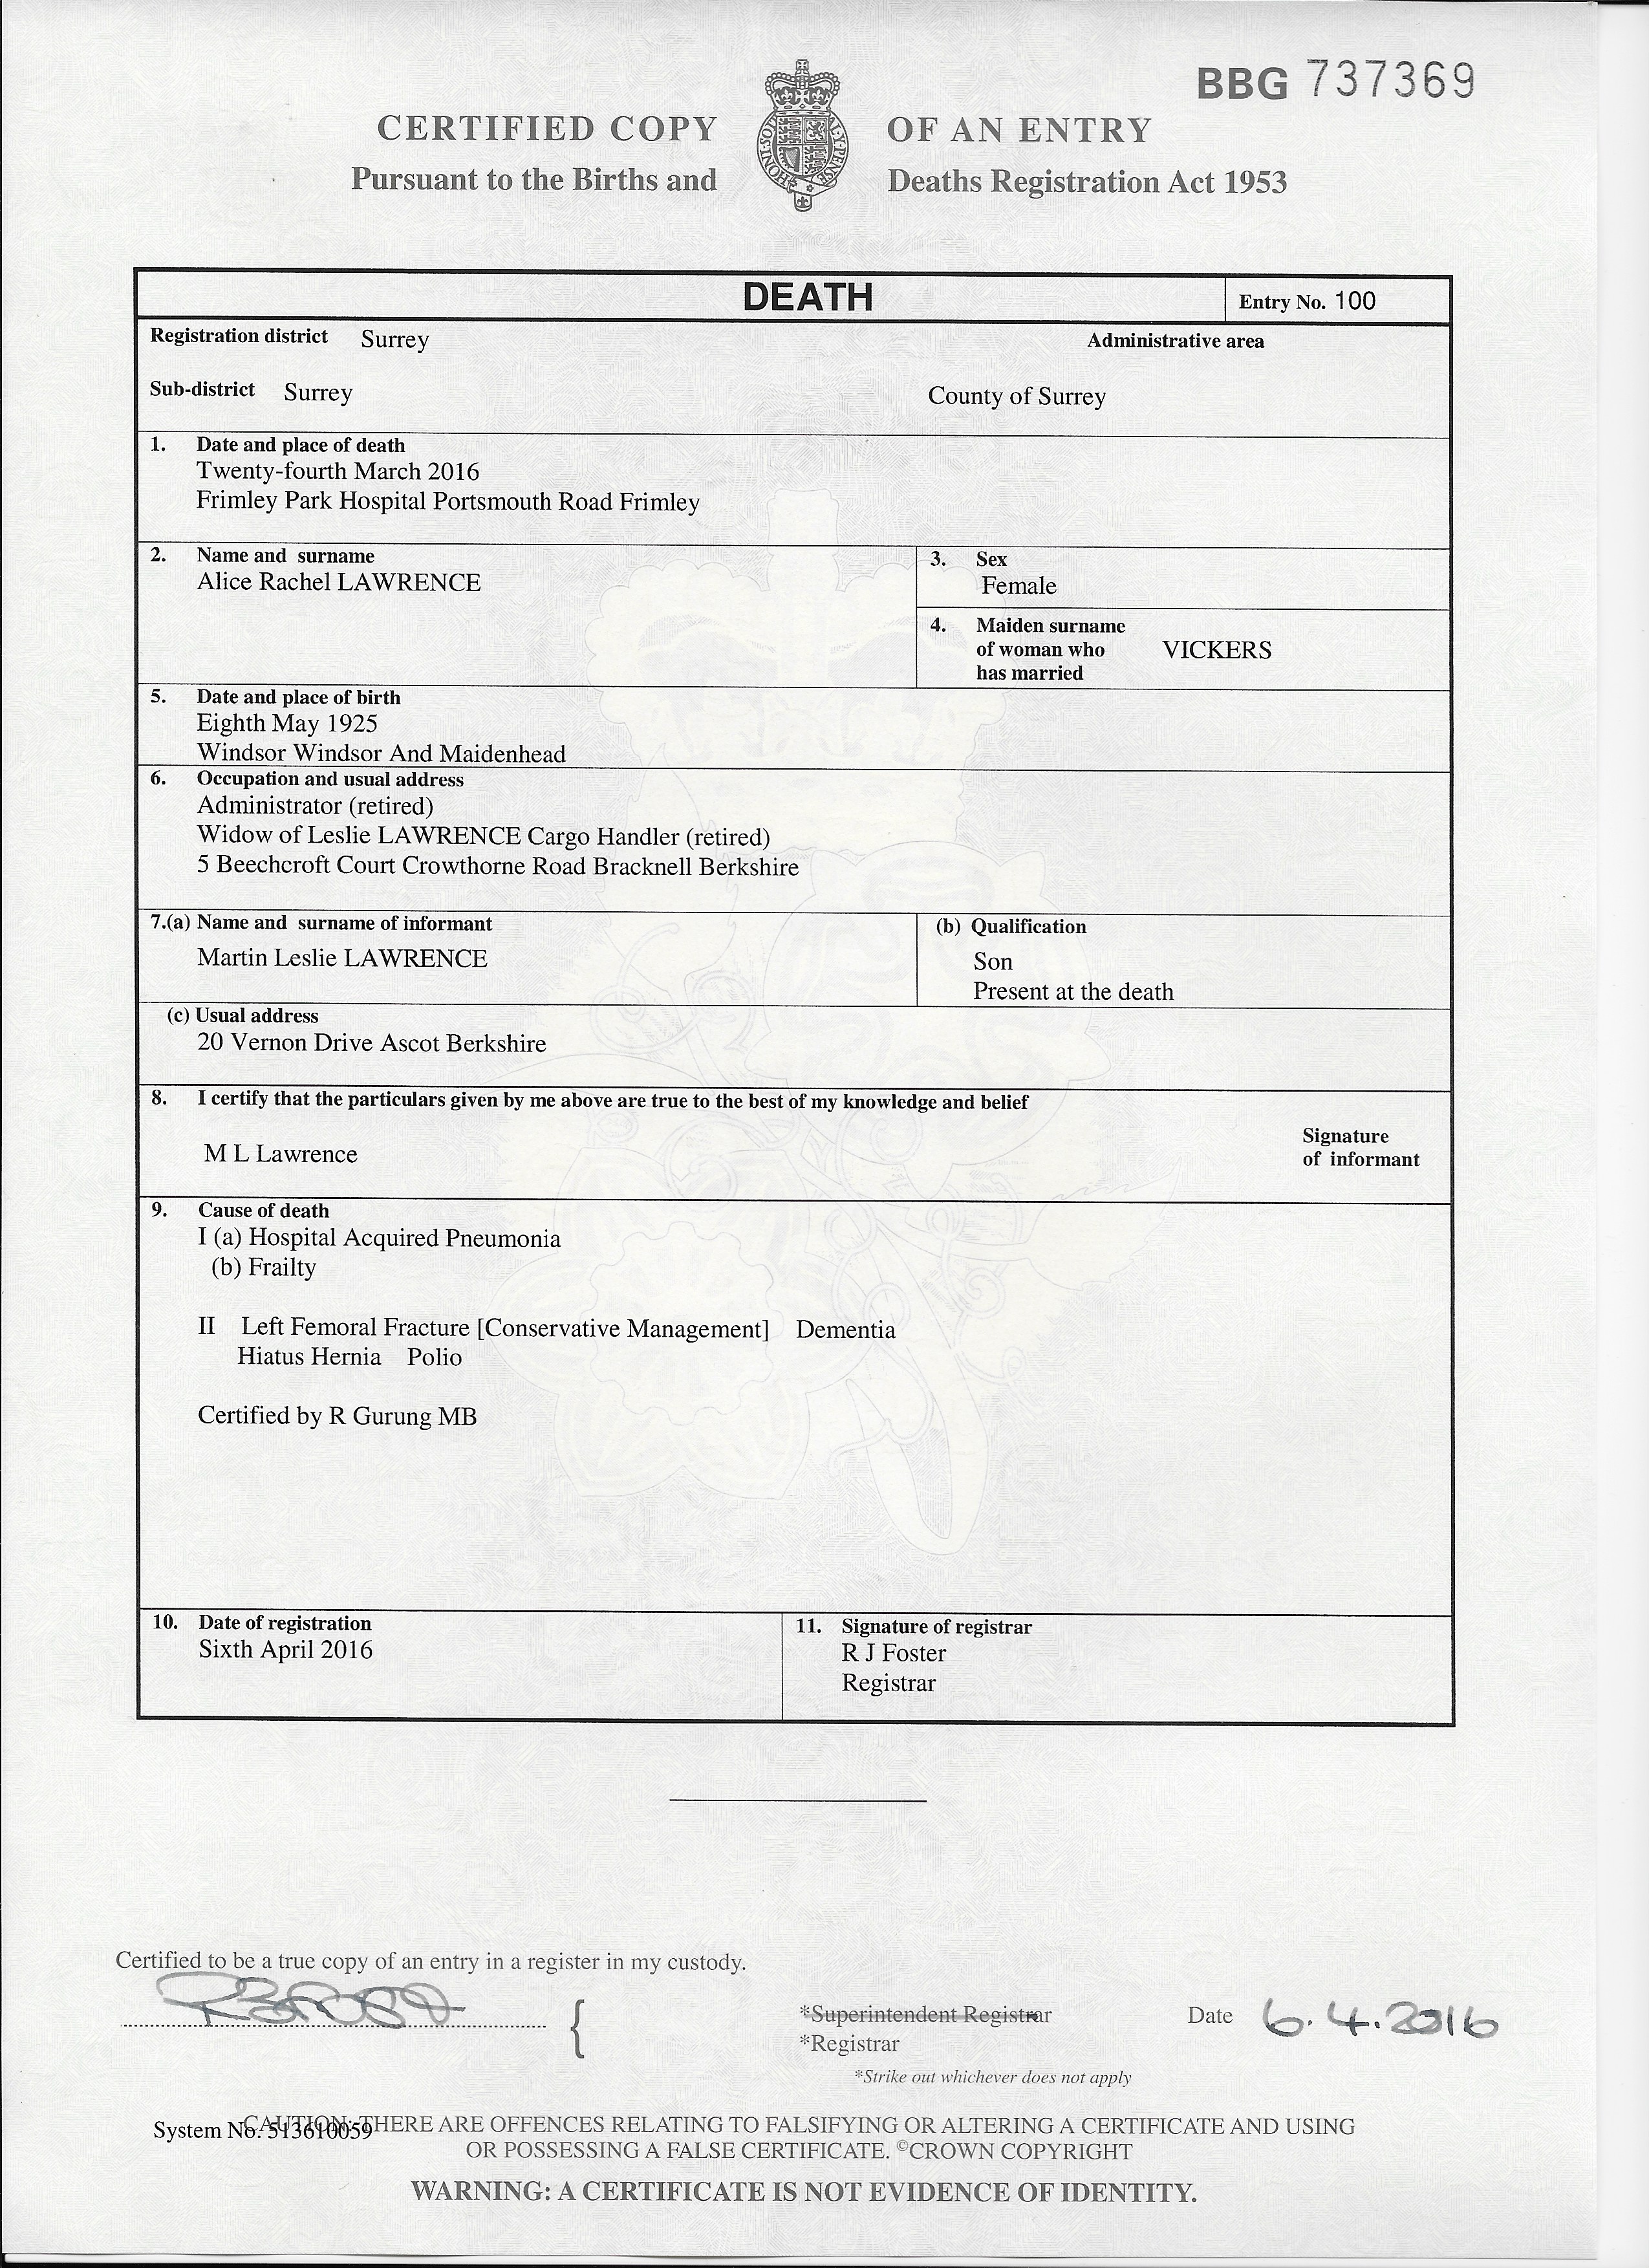 BBG 737369
CERTIFIED COPY OF AN ENTRY
Pursuant to the Births and Deaths Registration Act 1953
DEATH
Entry No. 100
Registration district Surrey
Administrative area
Sub-district Surrey
County of Surrey
1. Date and place of death
Twenty-fourth March 2016
Frimley Park Hospital Portsmouth Road Frimley
2. Name and surname
Alice Rachel LAWRENCE
3. Sex
Female
4. Maiden surname
of woman who VICKERS
has married
5. Date and place of birth
Eighth May 1925
Windsor Windsor And Maidenhead
6. Occupation and usual address
Administrator (retired)
Widow of Leslie LAWRENCE Cargo Handler (retired)
5 Beechcroft Court Crowthorne Road Bracknell Berkshire
7.(a) Name and surname of informant
Martin Leslie LAWRENCE
(b) Qualification
Son
Present at the death
(c) Usual address
20 Vernon Drive Ascot Berkshire
8. I certify that the particulars given by me above are true to the best of my knowledge and belief
M L Lawrence
Signature
of informant
9. Cause of death
I (a) Hospital Acquired Pneumonia
(b) Frailty
II Left Femoral Fracture [Conservative Management] Dementia
Hiatus Hernia Polio
Certified by R Gurung MB
10. Date of registration
Sixth April 2016
11. Signature of registrar
R J Foster
Registrar
Certified to be a true copy of an entry in a register in my custody.
*Superintendent Registrar
*Registrar
Date 6.4.2016
*Strike out whichever does not apply
System No. 513610059
CAUTION: THERE ARE OFFENCES RELATING TO FALSIFYING OR ALTERING A CERTIFICATE AND USING
OR POSSESSING A FALSE CERTIFICATE. ©CROWN COPYRIGHT
WARNING: A CERTIFICATE IS NOT EVIDENCE OF IDENTITY.